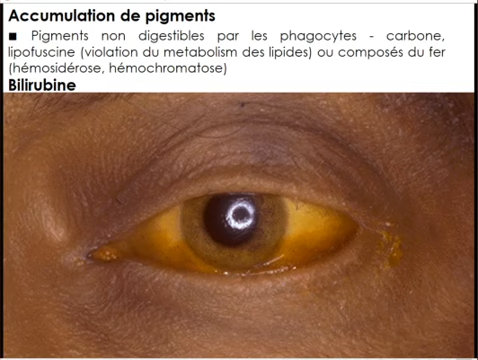 Accumulation de pigments
■ Pigments non digestibles par les phagocytes - carbone,
lipofuscine (violation du metabolism des lipides) ou composés du fer
(hémosidérose, hémochromatose)
Bilirubine